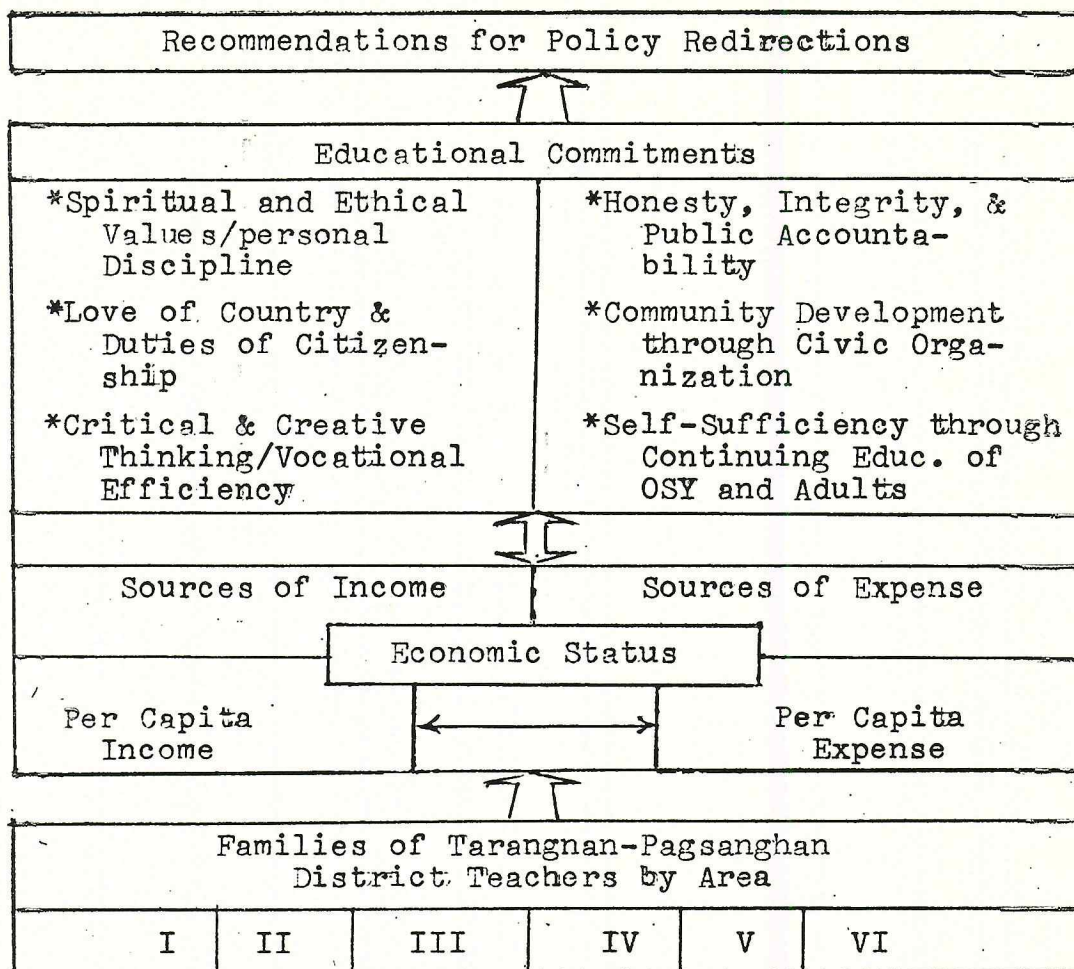 Recommendations for Policy Redirections
Educational Commitments
*Spiritual and Ethical
Values/personal
Discipline
*Love of Country &
Duties of Citizen-
ship
*Critical & Creative
Thinking/Vocational
Efficiency
*Honesty, Integrity, &
Public Accounta-
bility
*Community Development
through Civic Orga-
nization
*Self-Sufficiency through
Continuing Educ. of
OSY and Adults
Sources of Income
Sources of Expense
Economic Status
Per Capita
Income
Per Capita
Expense
Families of Tarangnan-Pagsanghan
District Teachers by Area
I II III IV V VI